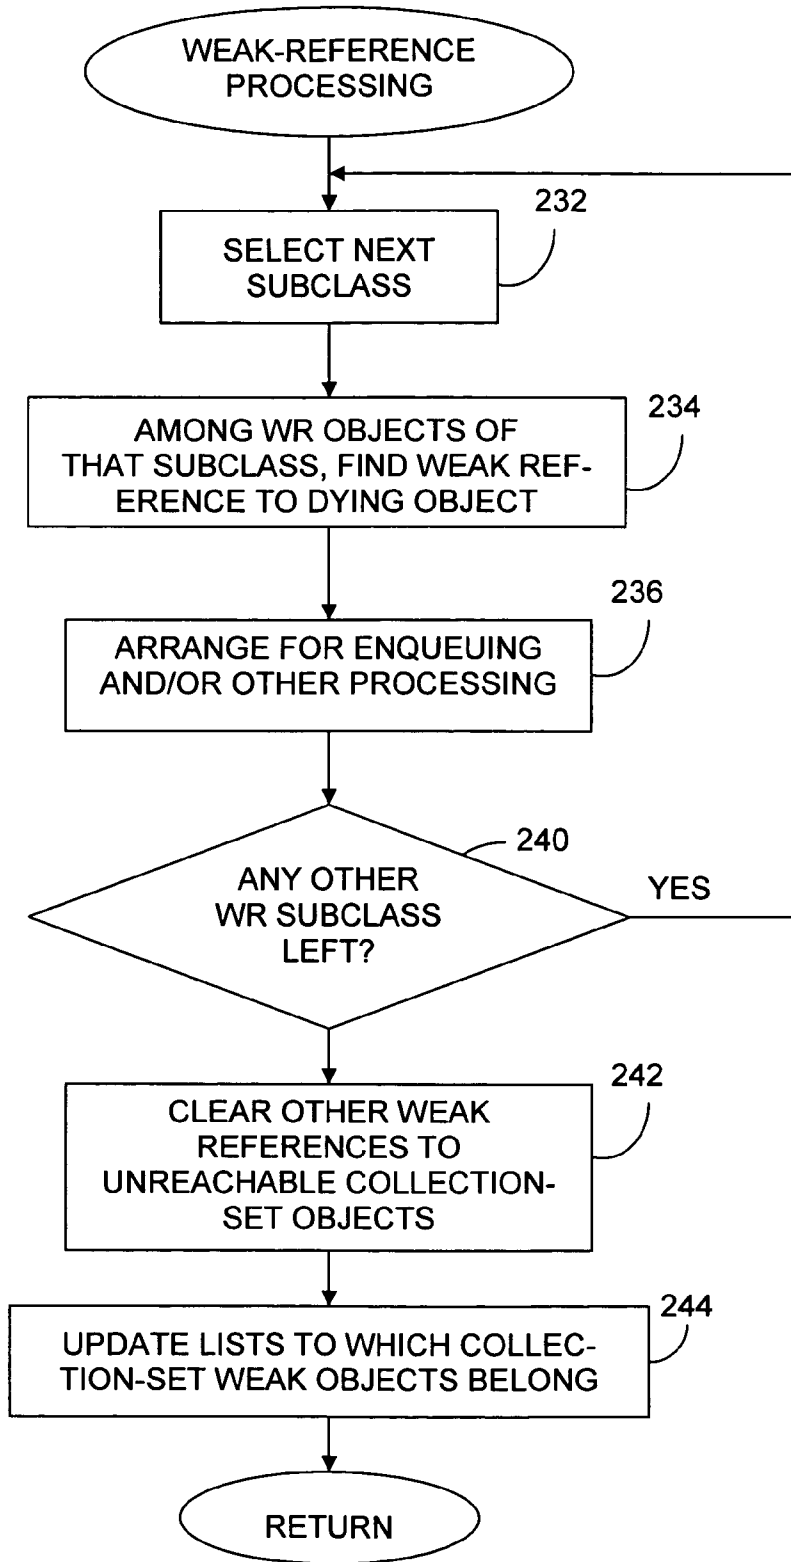 WEAK-REFERENCE
PROCESSING
232
SELECT NEXT
SUBCLASS
234
AMONG WR OBJECTS OF
THAT SUBCLASS, FIND WEAK REF-
ERENCE TO DYING OBJECT
236
ARRANGE FOR ENQUEUING
AND/OR OTHER PROCESSING
240
ANY OTHER
WR SUBCLASS
LEFT?
YES
242
CLEAR OTHER WEAK
REFERENCES TO
UNREACHABLE COLLECTION-
SET OBJECTS
244
UPDATE LISTS TO WHICH COLLEC-
TION-SET WEAK OBJECTS BELONG
RETURN